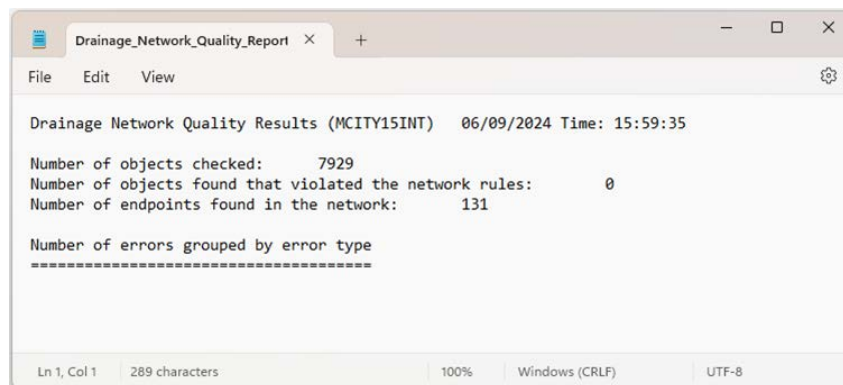 Drainage_Network_Quality_Report
File Edit View
Drainage Network Quality Results (MCITY15INT) 06/09/2024 Time: 15:59:35
Number of objects checked: 7929
Number of objects found that violated the network rules: 0
Number of endpoints found in the network: 131
Number of errors grouped by error type
======================================
Ln 1, Col 1 289 characters 100% Windows (CRLF) UTF-8